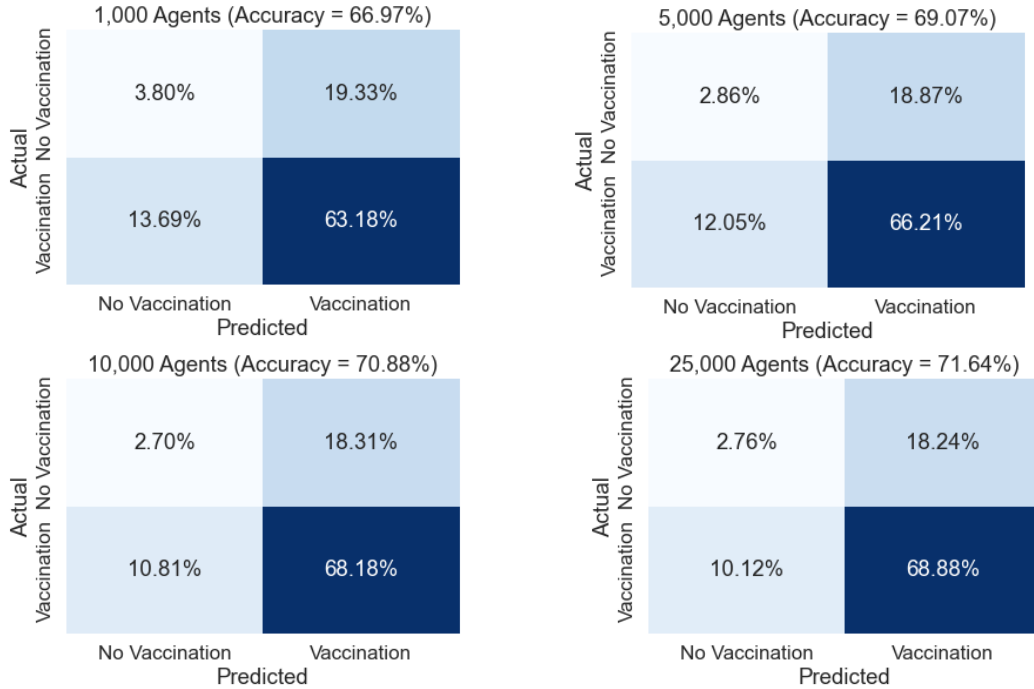 1,000 Agents (Accuracy = 66.97%)
Actual
No Vaccination
3.80%
19.33%
Vaccination
13.69%
63.18%
No Vaccination
Vaccination
Predicted
5,000 Agents (Accuracy = 69.07%)
Actual
No Vaccination
2.86%
18.87%
Vaccination
12.05%
66.21%
No Vaccination
Vaccination
Predicted
10,000 Agents (Accuracy = 70.88%)
Actual
No Vaccination
2.70%
18.31%
Vaccination
10.81%
68.18%
No Vaccination
Vaccination
Predicted
25,000 Agents (Accuracy = 71.64%)
Actual
No Vaccination
2.76%
18.24%
Vaccination
10.12%
68.88%
No Vaccination
Vaccination
Predicted